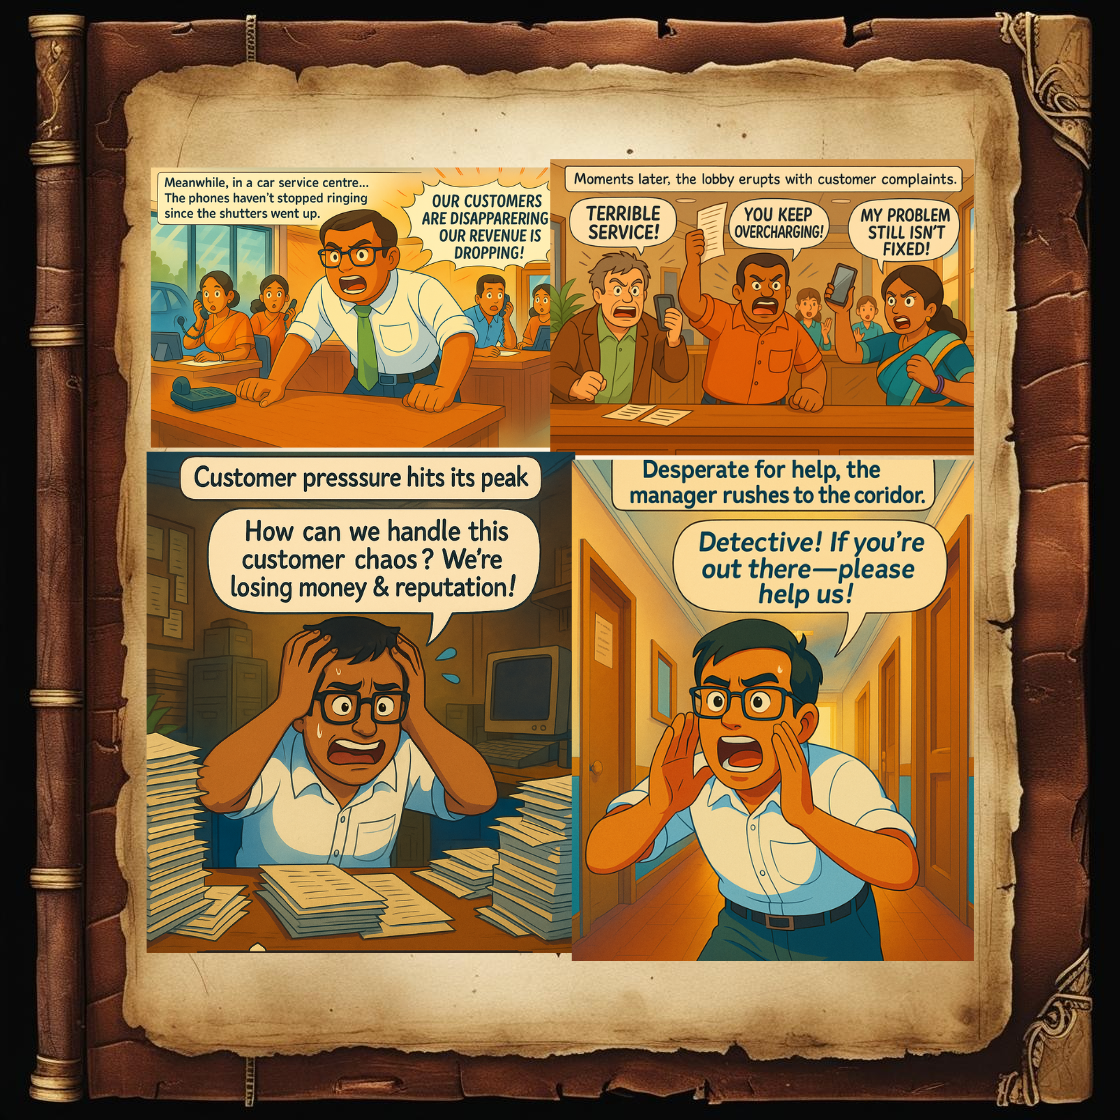 Meanwhile, in a car service centre...
The phones haven't stopped ringing
since the shutters went up.
OUR CUSTOMERS
ARE DISAPPARERING
OUR REVENUE IS
DROPPING!
Moments later, the lobby erupts with customer complaints.
TERRIBLE
SERVICE!
YOU KEEP
OVERCHARGING!
MY PROBLEM
STILL ISN'T
FIXED!
Customer presssure hits its peak
How can we handle this
customer chaos? We're
losing money & reputation!
Desperate for help, the
manager rushes to the coridor.
Detective! If you're
out there—please
help us!